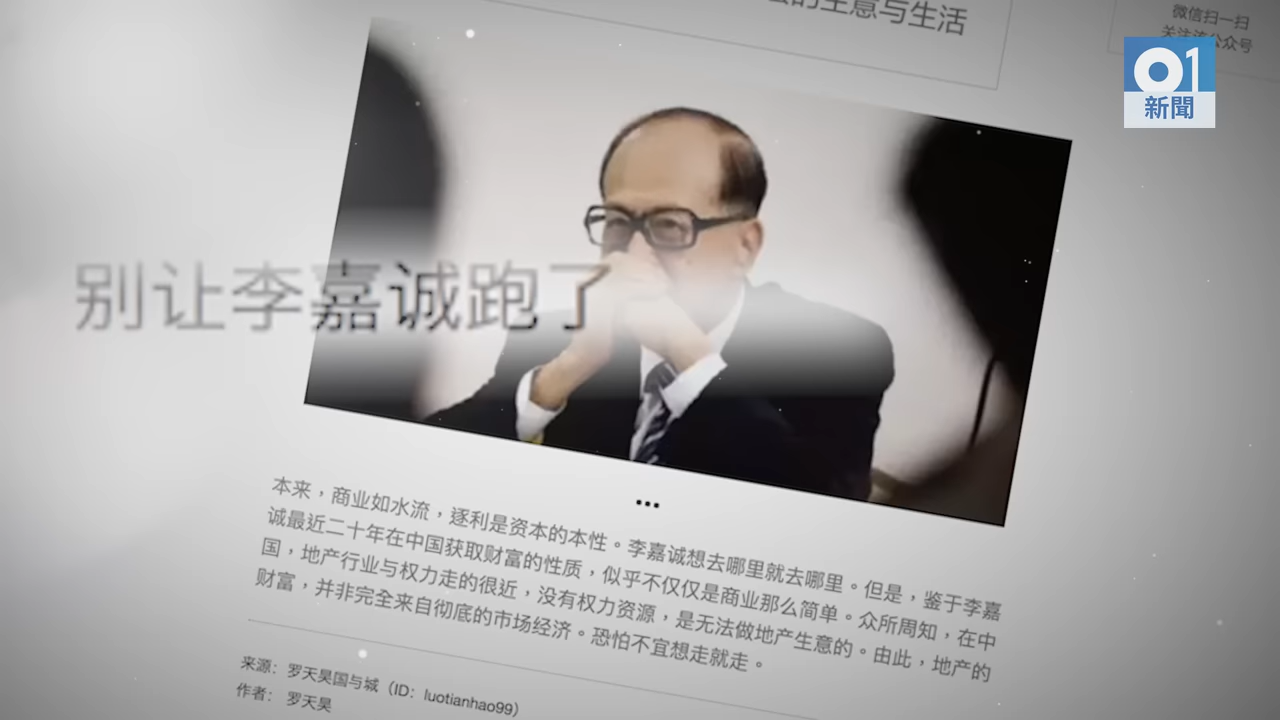 的生意与生活
微信扫一扫
关注该公众号
01
新聞
别让李嘉诚跑了
本来，商业如水流，逐利是资本的本性。李嘉诚想去哪里就去哪里。但是，鉴于李嘉
诚最近二十年在中国获取财富的性质，似乎不仅仅是商业那么简单。众所周知，在中
国，地产行业与权力走的很近，没有权力资源，是无法做地产生意的。由此，地产的
财富，并非完全来自彻底的市场经济。恐怕不宜想走就走。
来源：罗天昊国与城（ID：luotianhao99）
作者： 罗天昊